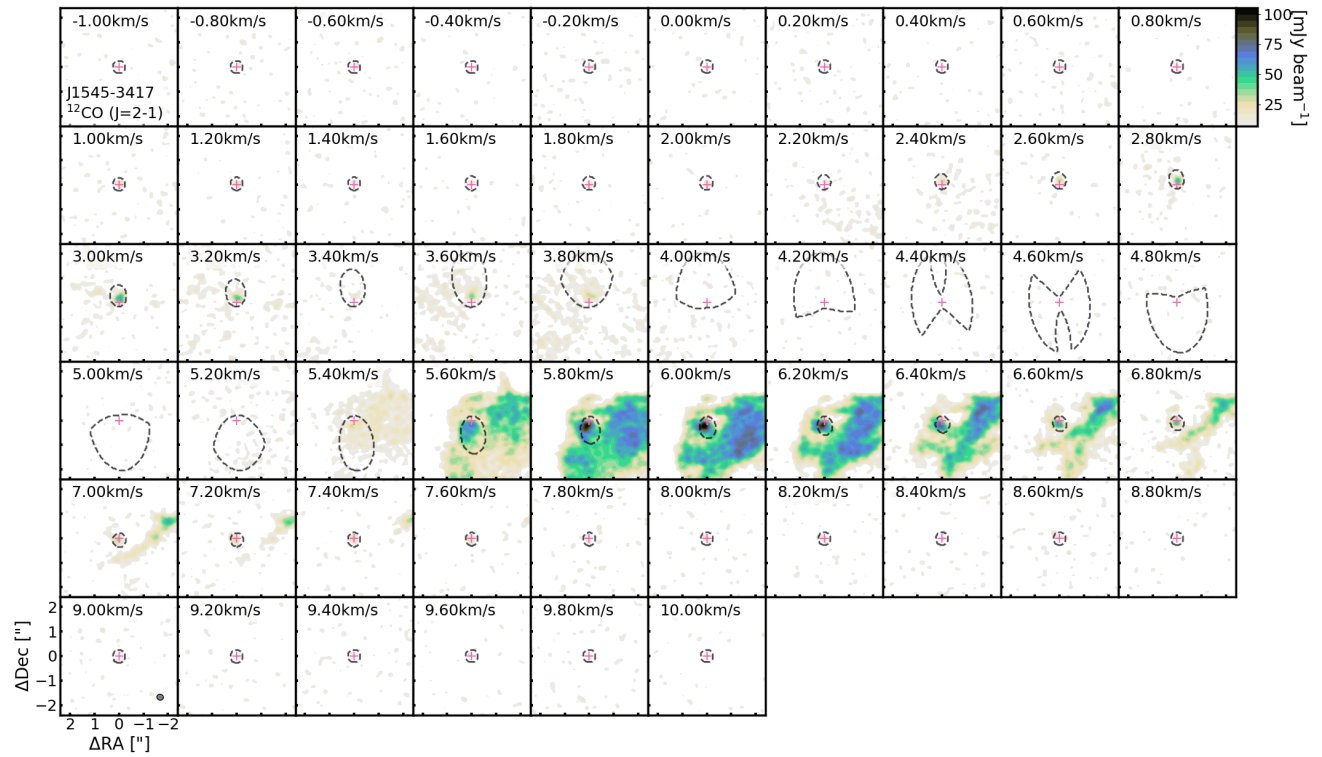 -1.00km/s -0.80km/s -0.60km/s -0.40km/s -0.20km/s 0.00km/s 0.20km/s 0.40km/s 0.60km/s 0.80km/s
J1545-3417
¹²CO (J=2-1)
100
75
50
25
[mJy beam⁻¹]
1.00km/s 1.20km/s 1.40km/s 1.60km/s 1.80km/s 2.00km/s 2.20km/s 2.40km/s 2.60km/s 2.80km/s
3.00km/s 3.20km/s 3.40km/s 3.60km/s 3.80km/s 4.00km/s 4.20km/s 4.40km/s 4.60km/s 4.80km/s
5.00km/s 5.20km/s 5.40km/s 5.60km/s 5.80km/s 6.00km/s 6.20km/s 6.40km/s 6.60km/s 6.80km/s
7.00km/s 7.20km/s 7.40km/s 7.60km/s 7.80km/s 8.00km/s 8.20km/s 8.40km/s 8.60km/s 8.80km/s
9.00km/s 9.20km/s 9.40km/s 9.60km/s 9.80km/s 10.00km/s
2
1
0
−1
−2
ΔDec ["]
2 1 0 −1 −2
ΔRA ["]